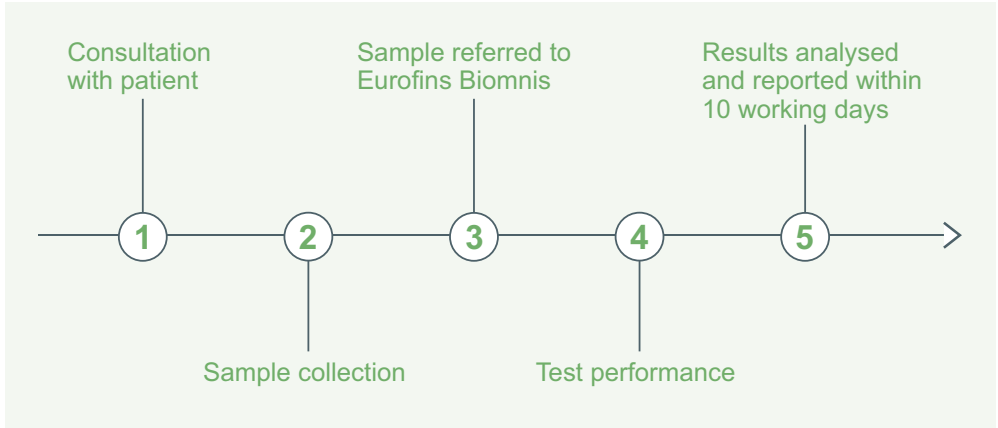 Consultation
with patient
Sample referred to
Eurofins Biomnis
Results analysed
and reported within
10 working days
1
2
3
4
5
Sample collection
Test performance